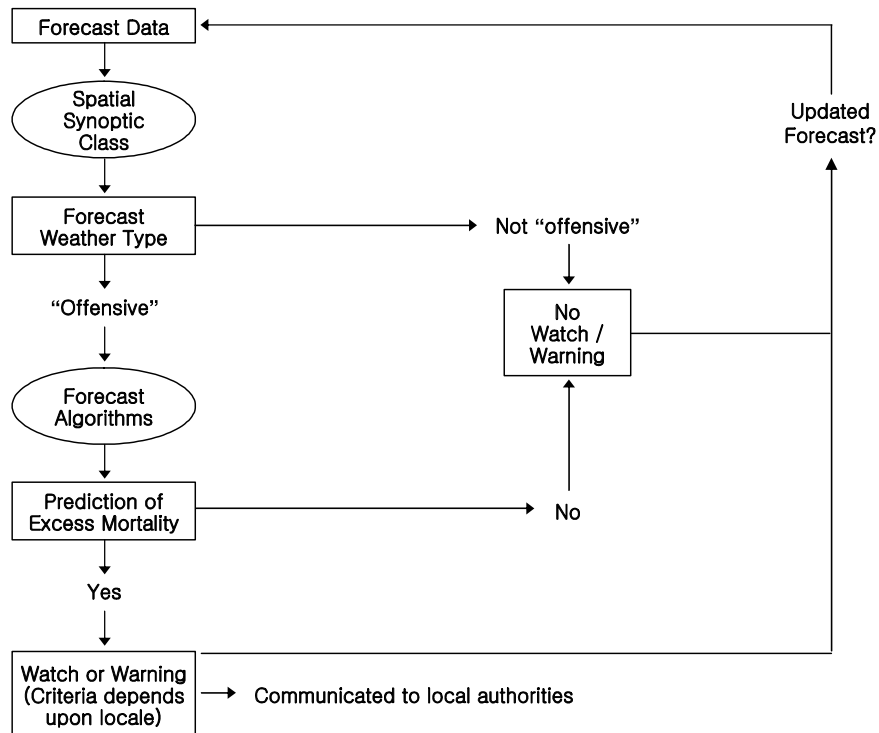 Forecast Data
Spatial
Synoptic
Class
Updated
Forecast?
Forecast
Weather Type
Not “offensive”
“Offensive”
No
Watch /
Warning
Forecast
Algorithms
Prediction of
Excess Mortality
No
Yes
Watch or Warning
(Criteria depends
upon locale)
Communicated to local authorities